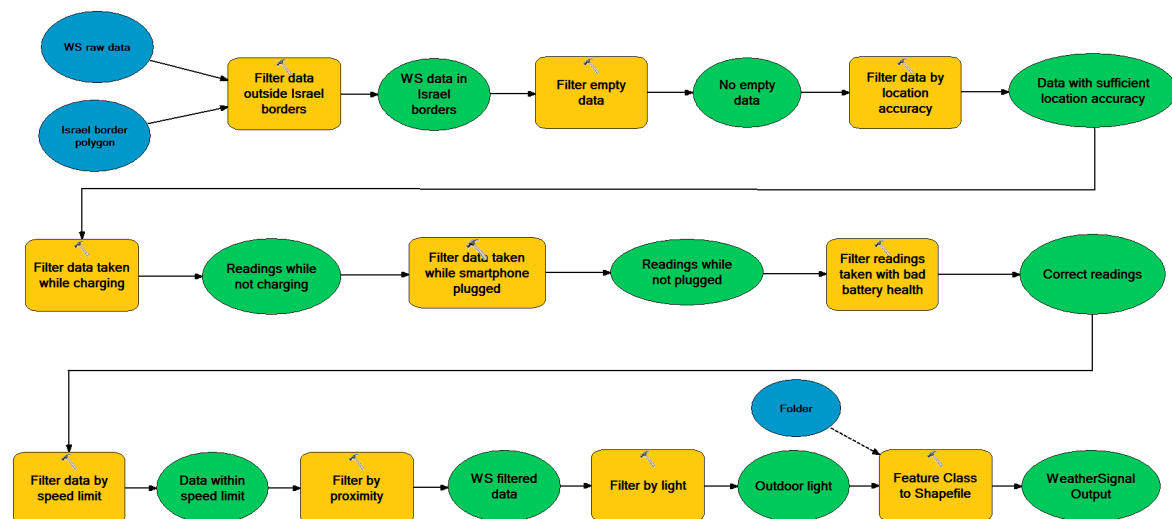 WS raw data
Israel border
polygon
Filter data
outside Israel
borders
WS data in
Israel
borders
Filter empty
data
No empty
data
Filter data by
location
accuracy
Data with sufficient
location accuracy
Filter data taken
while charging
Readings while
not charging
Filter data taken
while smartphone
plugged
Readings while
not plugged
Filter readings
taken with bad
battery health
Correct readings
Filter data by
speed limit
Data within
speed limit
Filter by
proximity
WS filtered
data
Filter by light
Outdoor light
Folder
Feature Class
to Shapefile
WeatherSignal
Output